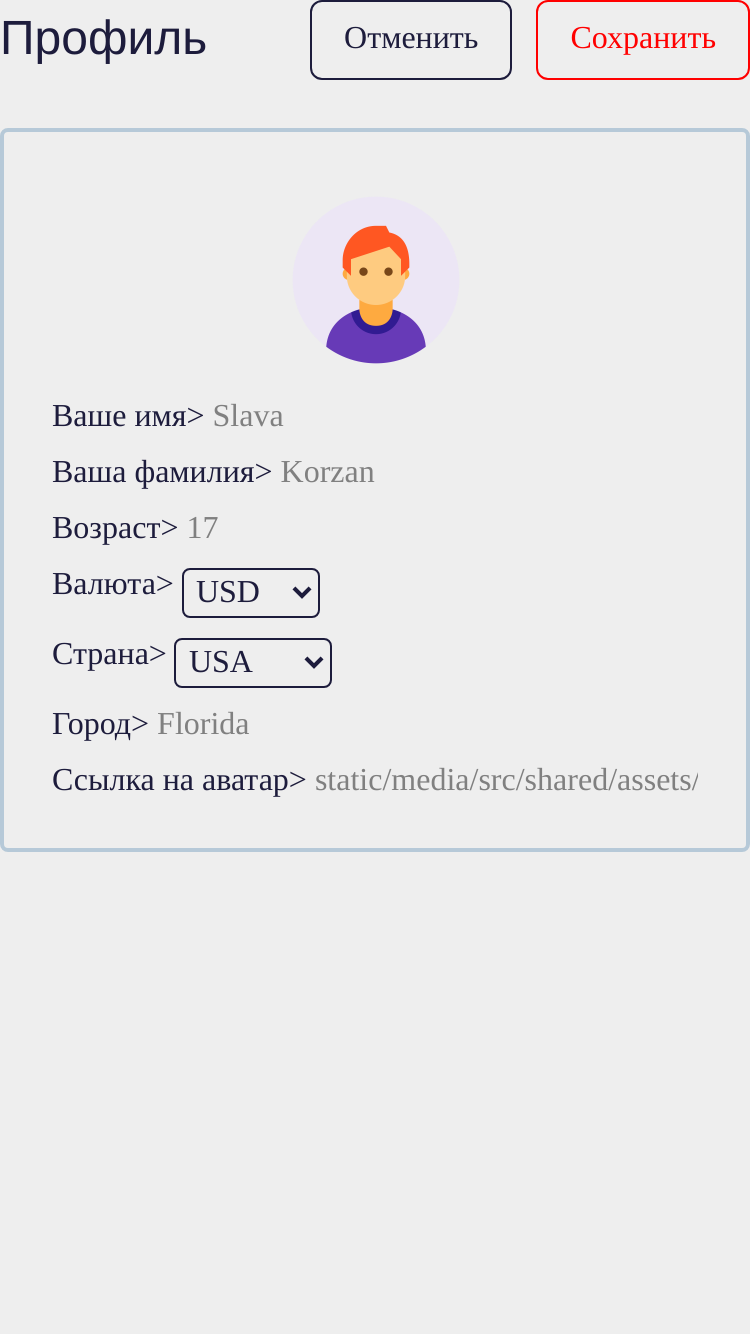 Профиль Отменить Сохранить
Ваше имя> Slava
Ваша фамилия> Korzan
Возраст> 17
Валюта> USD
Страна> USA
Город> Florida
Ссылка на аватар> static/media/src/shared/assets/